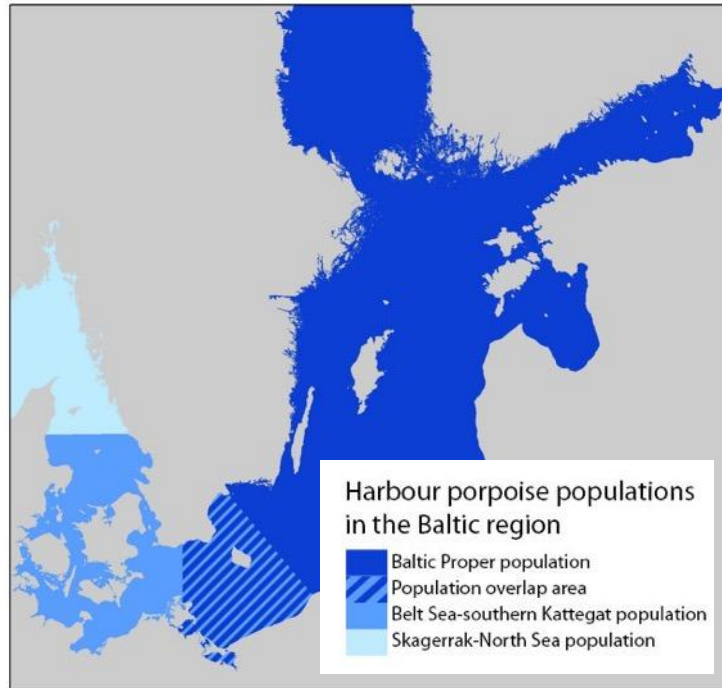 Harbour porpoise populations
in the Baltic region
Baltic Proper population
Population overlap area
Belt Sea-southern Kattegat population
Skagerrak-North Sea population